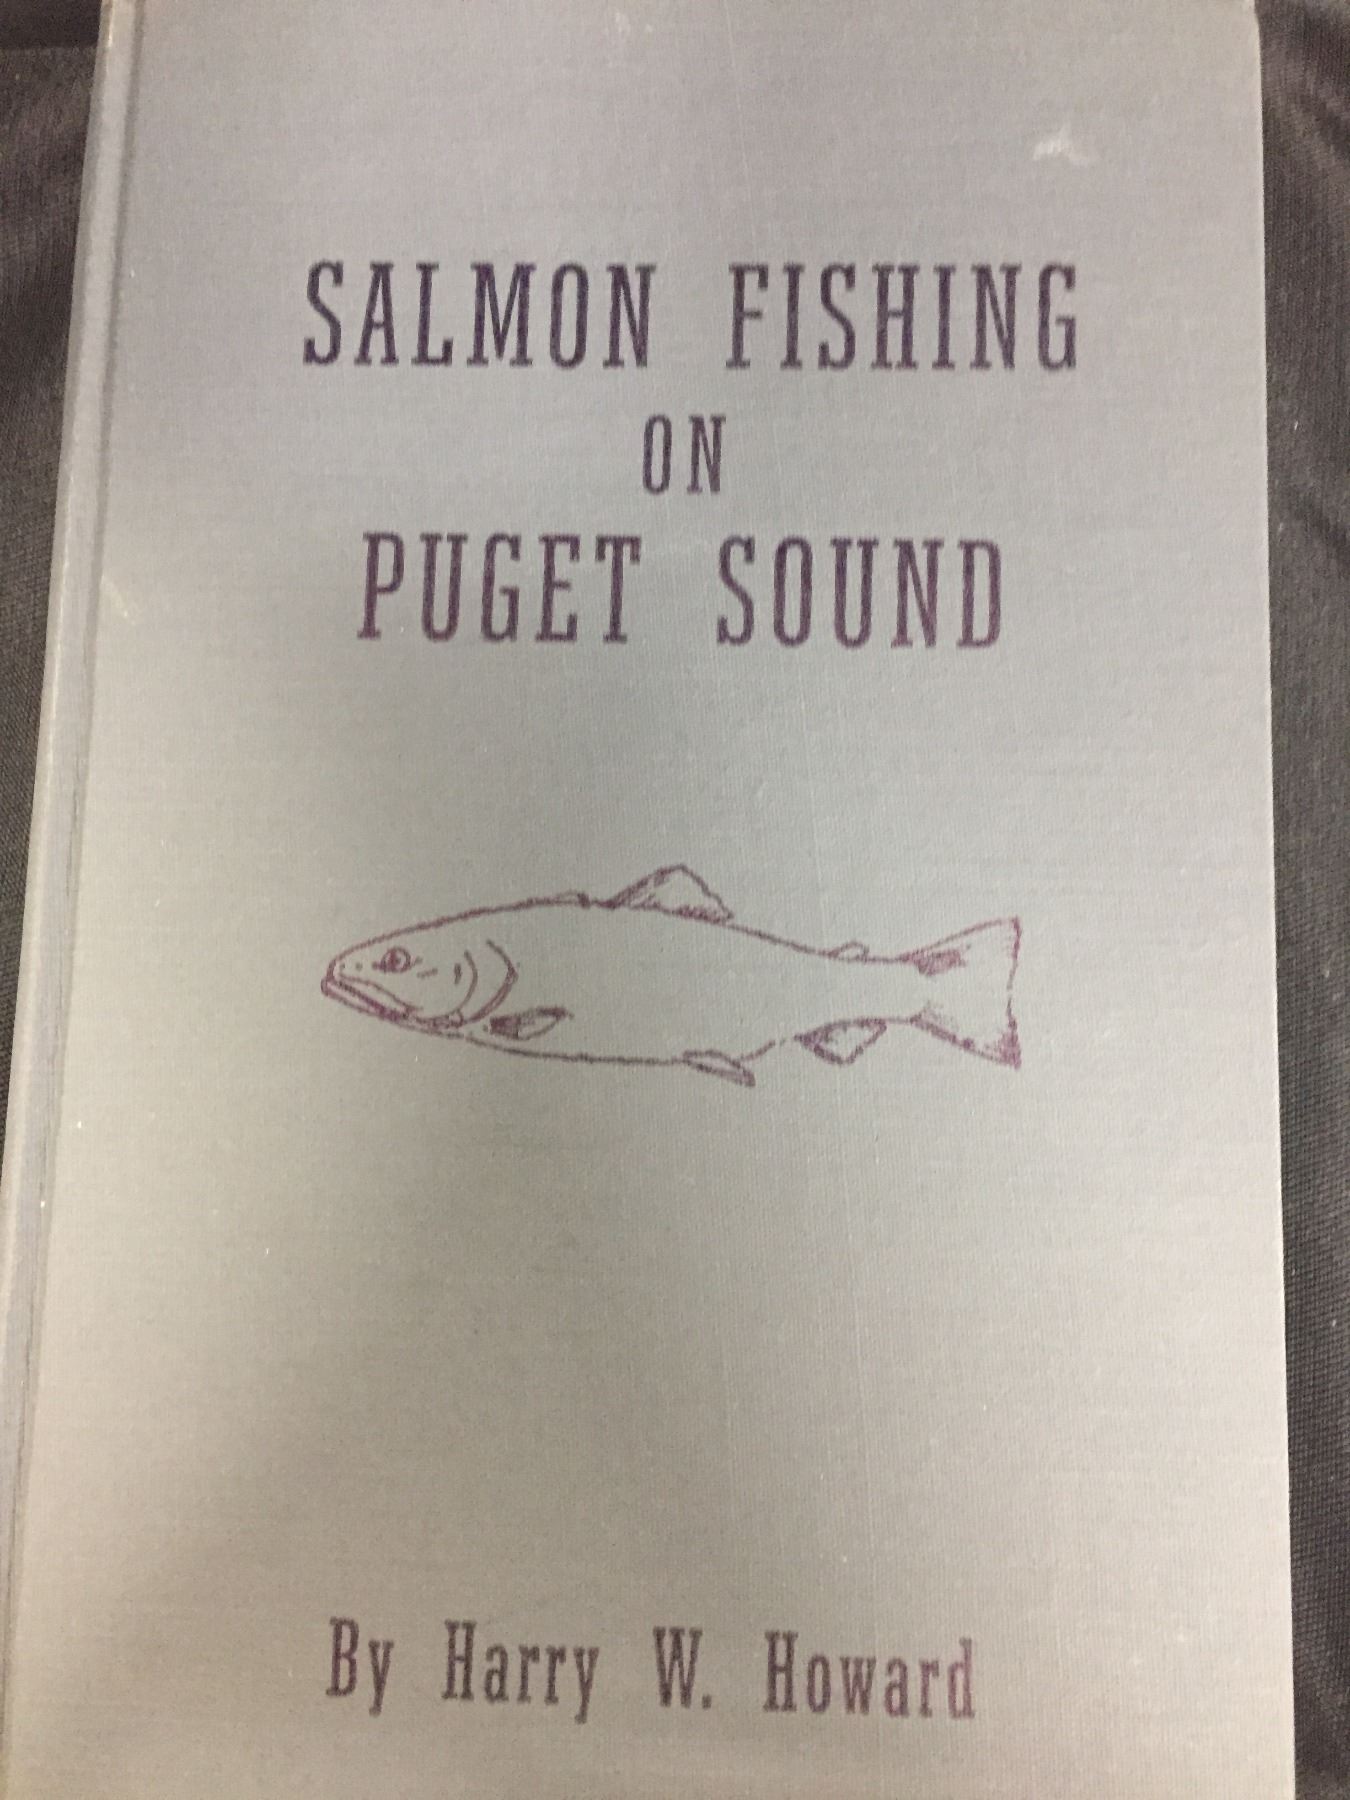 SALMON FISHING
ON
PUGET SOUND
By Harry W. Howard